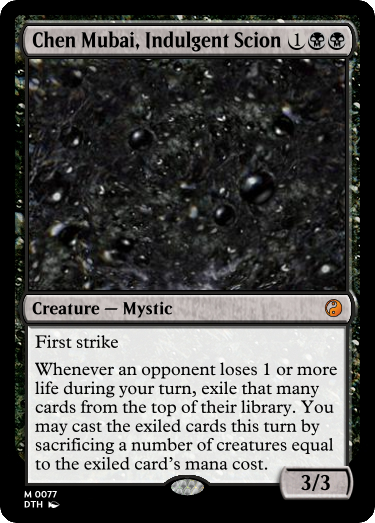 Chen Mubai, Indulgent Scion 1
Creature — Mystic
First strike
Whenever an opponent loses 1 or more
life during your turn, exile that many
cards from the top of their library. You
may cast the exiled cards this turn by
sacrificing a number of creatures equal
to the exiled card's mana cost.
3/3
M 0077
DTH